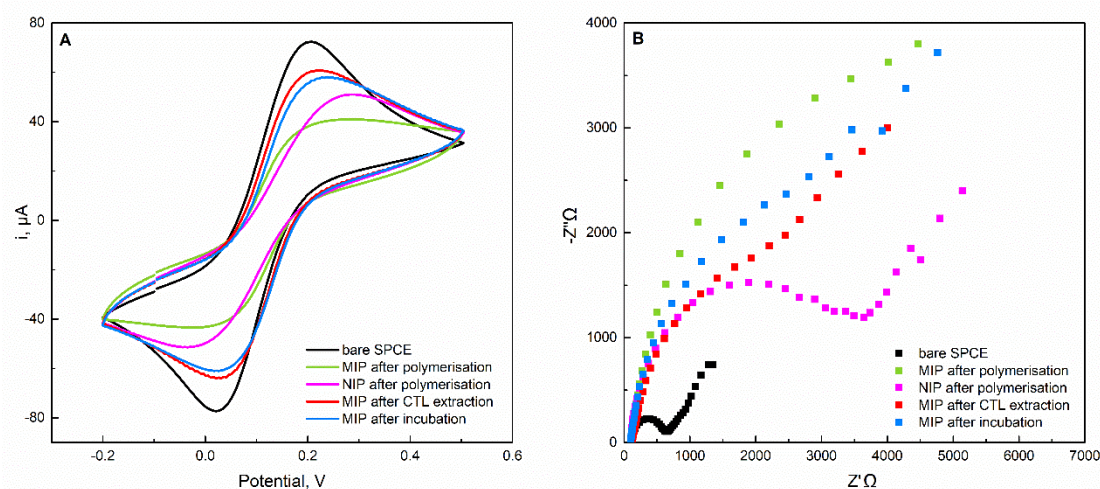 A
80
40
0
-40
-80
i, µA
-0.2
0.0
0.2
0.4
0.6
Potential, V
bare SPCE
MIP after polymerisation
NIP after polymerisation
MIP after CTL extraction
MIP after incubation
B
4000
3000
2000
1000
0
-Z''Ω
0
1000
2000
3000
4000
5000
6000
7000
Z'Ω
bare SPCE
MIP after polymerisation
NIP after polymerisation
MIP after CTL extraction
MIP after incubation